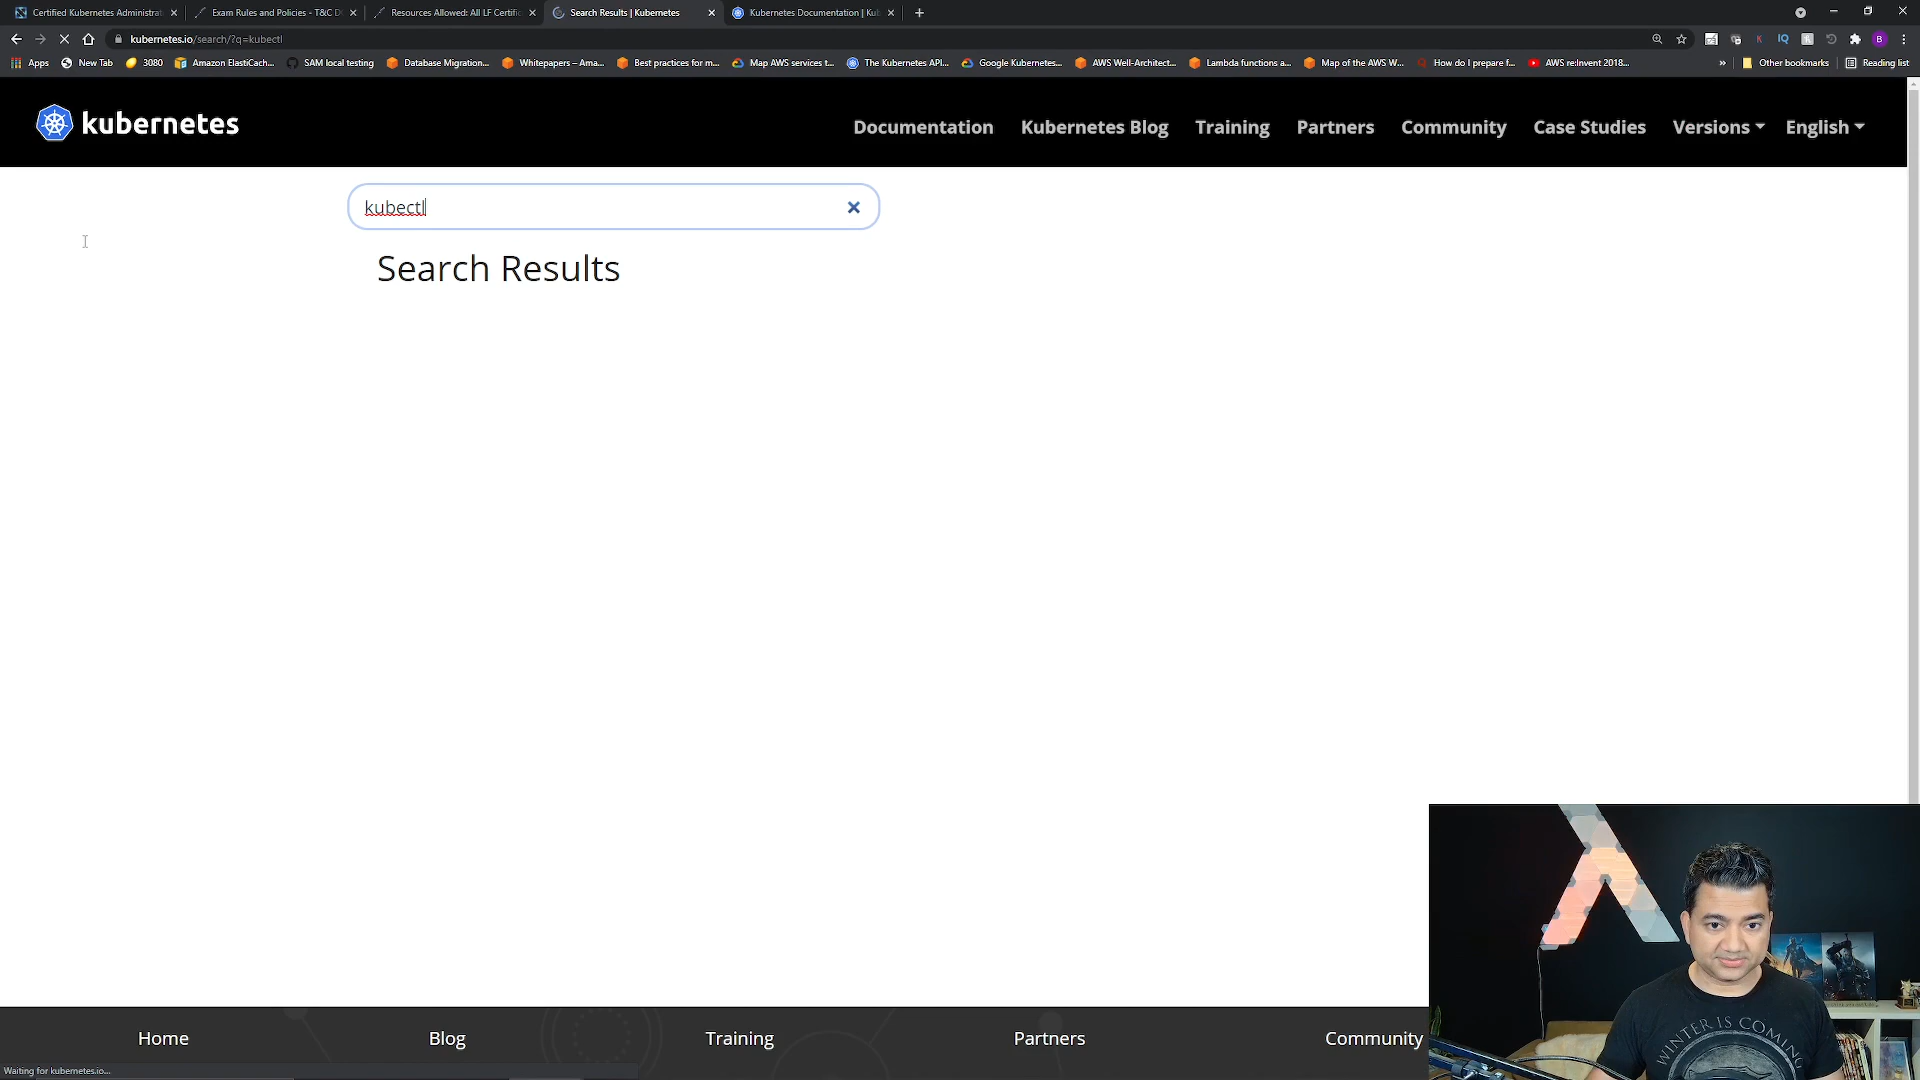 Certified Kubernetes Administrat
Exam Rules and Policies - T&C D
Resources Allowed: All LF Certific
Search Results | Kubernetes
Kubernetes Documentation | Kub
kubernetes.io/search/?q=kubectl
Apps
New Tab
3080
Amazon ElastiCach...
SAM local testing
Database Migration...
Whitepapers – Ama...
Best practices for m...
Map AWS services t...
The Kubernetes API...
Google Kubernetes...
AWS Well-Architect...
Lambda functions a...
Map of the AWS W...
How do I prepare f...
AWS re:Invent 2018...
»
Other bookmarks
Reading list
kubernetes
Documentation
Kubernetes Blog
Training
Partners
Community
Case Studies
Versions
English
kubectl
Search Results
Home
Blog
Training
Partners
Community
Waiting for kubernetes.io...
WINTER IS COMING